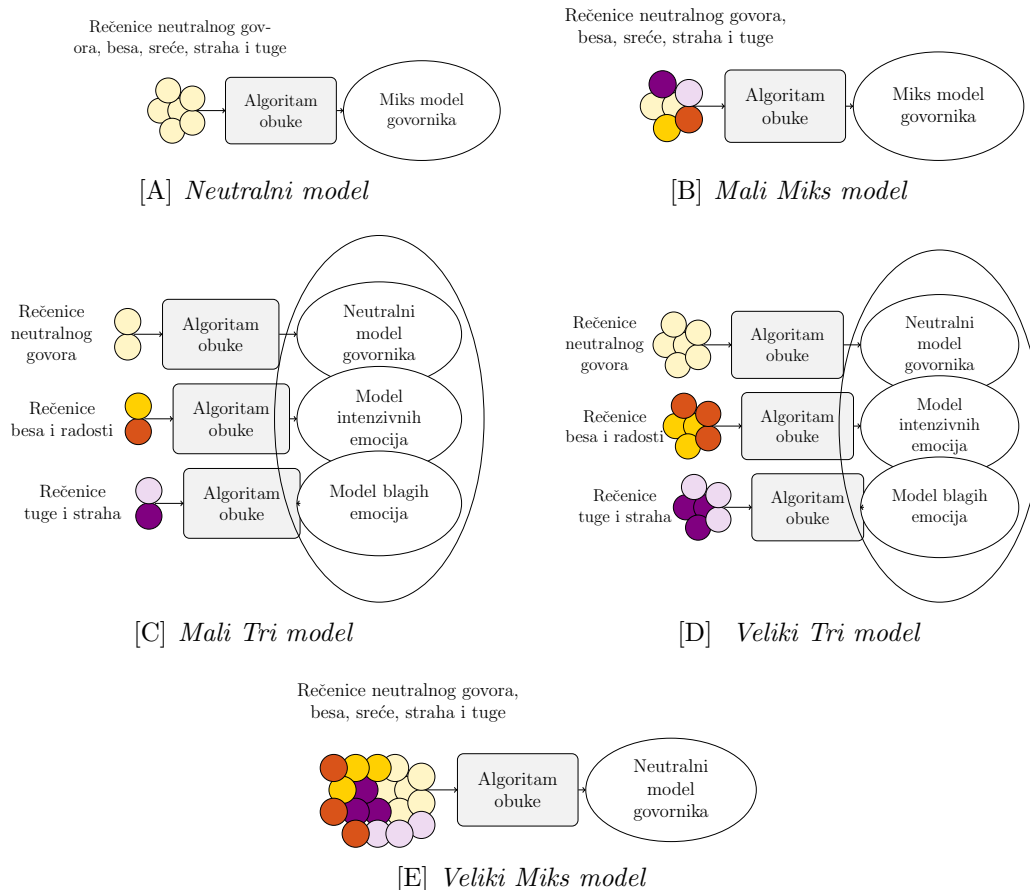 Rečenice neutralnog gov-
ora, besa, sreće, straha i tuge
Algoritam
obuke
Miks model
govornika
[A] Neutralni model
Rečenice neutralnog govora,
besa, sreće, straha i tuge
Algoritam
obuke
Miks model
govornika
[B] Mali Miks model
Rečenice
neutralnog
govora
Algoritam
obuke
Neutralni
model
govornika
Rečenice
besa i radosti
Algoritam
obuke
Model
intenzivnih
emocija
Rečenice
tuge i straha
Algoritam
obuke
Model blagih
emocija
[C] Mali Tri model
Rečenice
neutralnog
govora
Algoritam
obuke
Neutralni
model
govornika
Rečenice
besa i radosti
Algoritam
obuke
Model
intenzivnih
emocija
Rečenice
tuge i straha
Algoritam
obuke
Model blagih
emocija
[D] Veliki Tri model
Rečenice neutralnog govora,
besa, sreće, straha i tuge
Algoritam
obuke
Neutralni
model
govornika
[E] Veliki Miks model